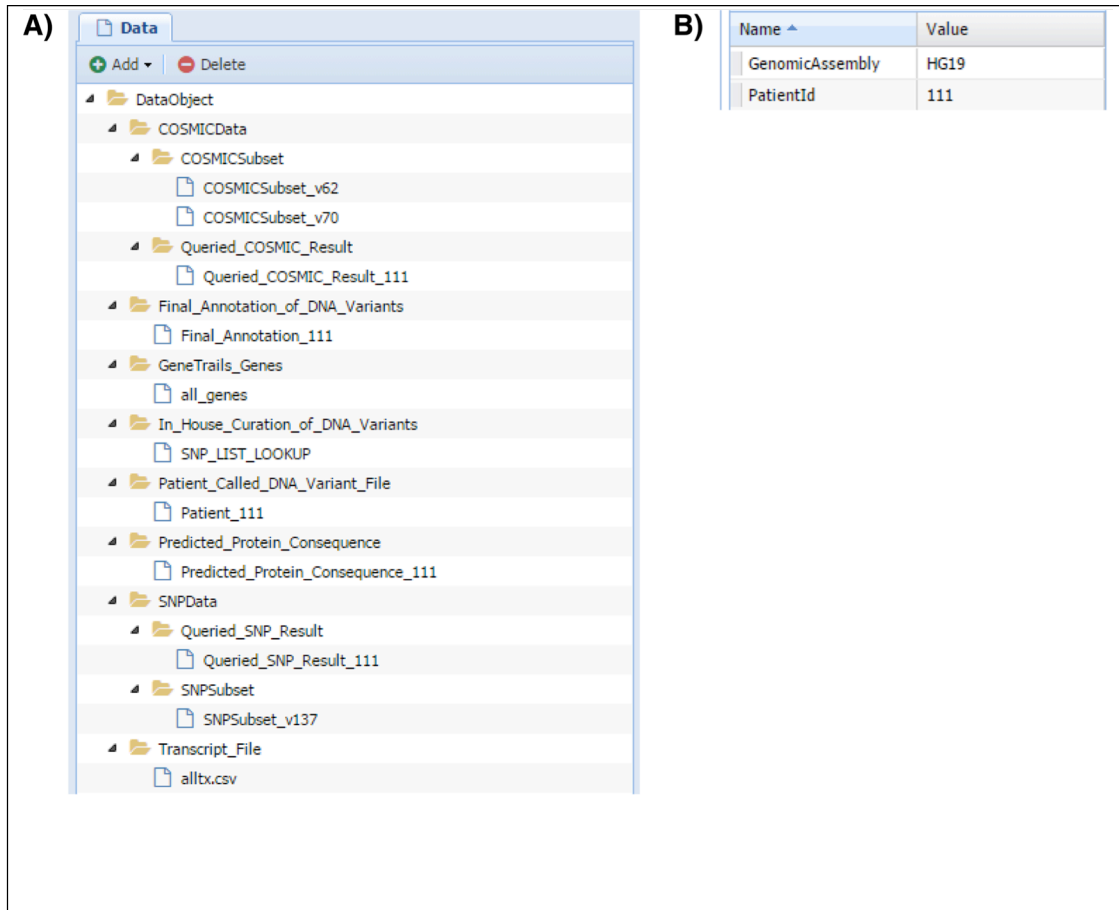 A)
Data
Add Delete
DataObject
COSMICData
COSMICSubset
COSMICSubset_v62
COSMICSubset_v70
Queried_COSMIC_Result
Queried_COSMIC_Result_111
Final_Annotation_of_DNA_Variants
Final_Annotation_111
GeneTrails_Genes
all_genes
In_House_Curation_of_DNA_Variants
SNP_LIST_LOOKUP
Patient_Called_DNA_Variant_File
Patient_111
Predicted_Protein_Consequence
Predicted_Protein_Consequence_111
SNPData
Queried_SNP_Result
Queried_SNP_Result_111
SNPSubset
SNPSubset_v137
Transcript_File
alltx.csv
B)
Name Value
GenomicAssembly HG19
PatientId 111